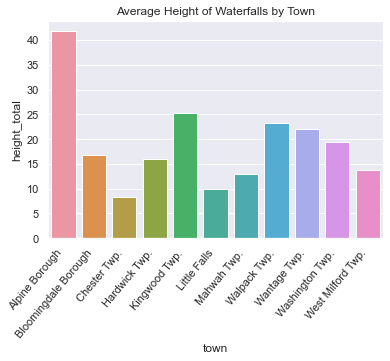 Average Height of Waterfalls by Town
height_total
40
35
30
25
20
15
10
5
0
Alpine Borough
Bloomingdale Borough
Chester Twp.
Hardwick Twp.
Kingwood Twp.
Little Falls
Mahwah Twp.
Walpack Twp.
Wantage Twp.
Washington Twp.
West Milford Twp.
town